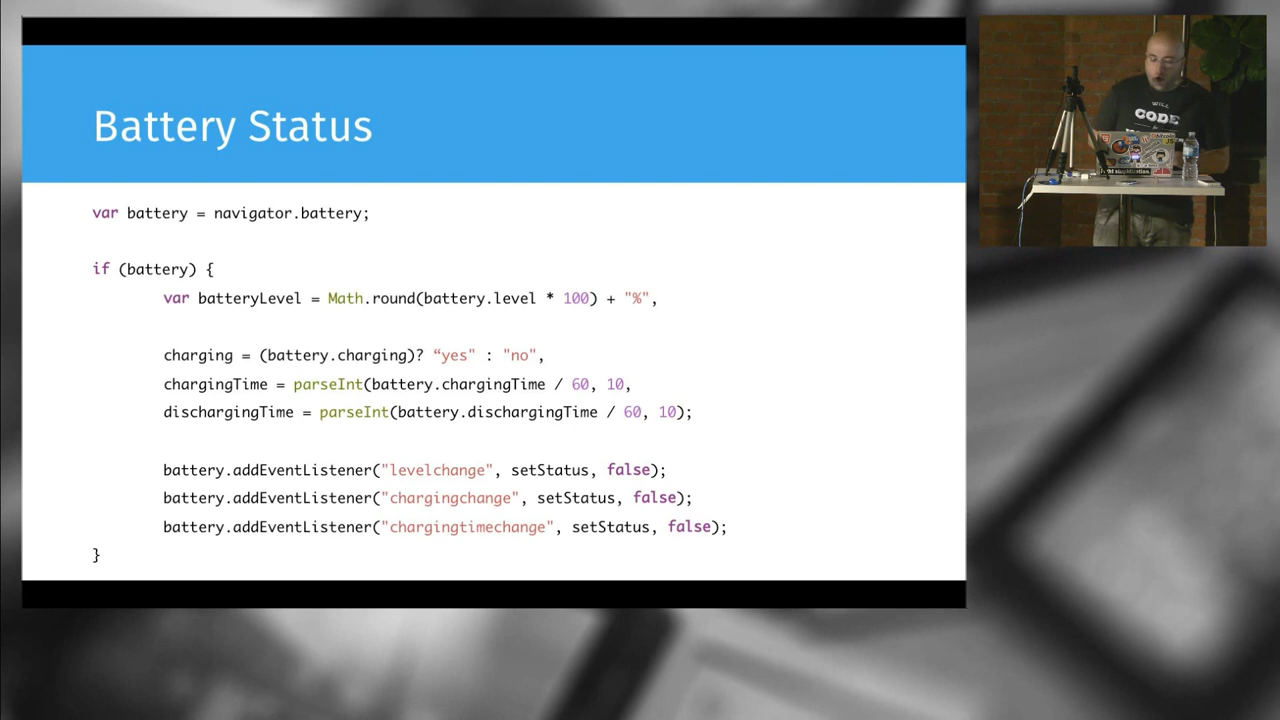 Battery Status
var battery = navigator.battery;
if (battery) {
var batteryLevel = Math.round(battery.level * 100) + "%",
charging = (battery.charging)? “yes" : "no",
chargingTime = parseInt(battery.chargingTime / 60, 10,
dischargingTime = parseInt(battery.dischargingTime / 60, 10);
battery.addEventListener("levelchange", setStatus, false);
battery.addEventListener("chargingchange", setStatus, false);
battery.addEventListener("chargingtimechange", setStatus, false);
}
WILL
CODE